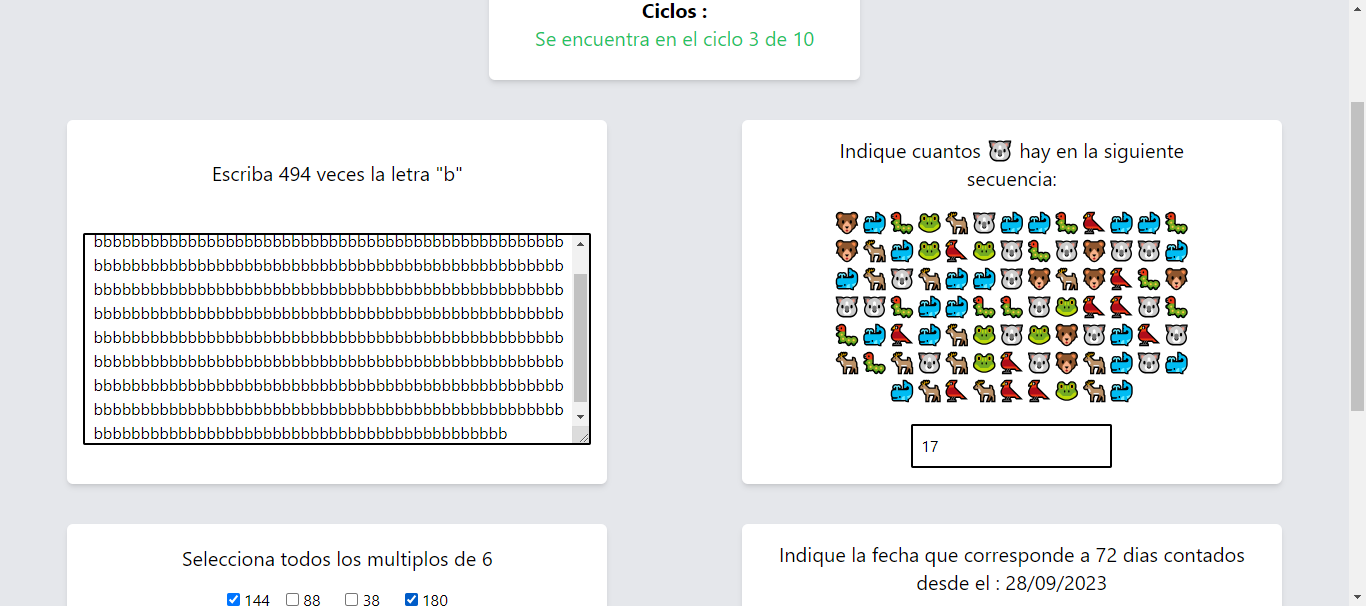 Ciclos :
Se encuentra en el ciclo 3 de 10
Escriba 494 veces la letra "b"
bbbbbbbbbbbbbbbbbbbbbbbbbbbbbbbbbbbbbbbbbbbbbbbbbb
bbbbbbbbbbbbbbbbbbbbbbbbbbbbbbbbbbbbbbbbbbbbbbbbbb
bbbbbbbbbbbbbbbbbbbbbbbbbbbbbbbbbbbbbbbbbbbbbbbbbb
bbbbbbbbbbbbbbbbbbbbbbbbbbbbbbbbbbbbbbbbbbbbbbbbbb
bbbbbbbbbbbbbbbbbbbbbbbbbbbbbbbbbbbbbbbbbbbbbbbbbb
bbbbbbbbbbbbbbbbbbbbbbbbbbbbbbbbbbbbbbbbbbbbbbbbbb
bbbbbbbbbbbbbbbbbbbbbbbbbbbbbbbbbbbbbbbbbbbbbbbbbb
bbbbbbbbbbbbbbbbbbbbbbbbbbbbbbbbbbbbbbbbbbbbbbbbbb
bbbbbbbbbbbbbbbbbbbbbbbbbbbbbbbbbbbbbbbbbbbb
Indique cuantos 🐨 hay en la siguiente
secuencia:
17
Selecciona todos los multiplos de 6
144 88 38 180
Indique la fecha que corresponde a 72 dias contados
desde el : 28/09/2023